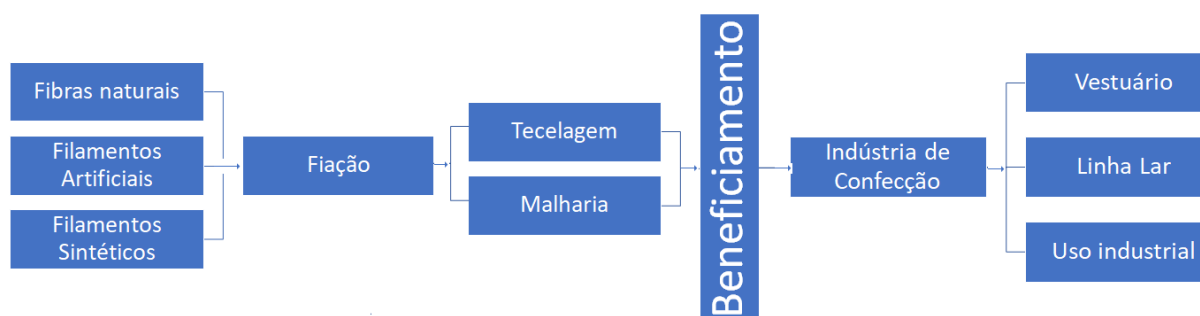 Fibras naturais
Filamentos
Artificiais
Filamentos
Sintéticos
Fiação
Tecelagem
Malharia
Beneficiamento
Indústria de
Confecção
Vestuário
Linha Lar
Uso industrial